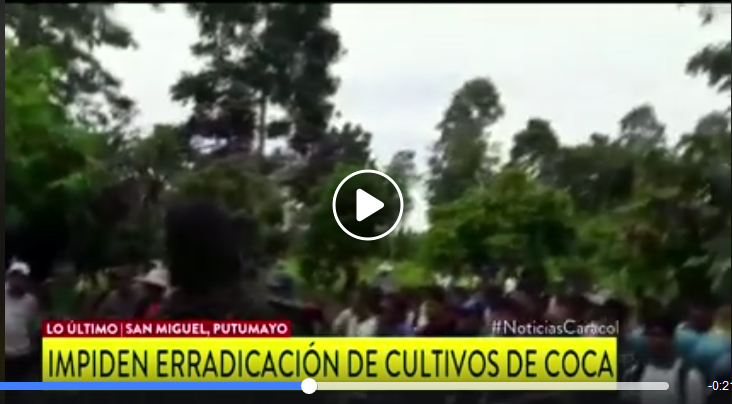 LO ÚLTIMO | SAN MIGUEL, PUTUMAYO
#NoticiasCaracol
IMPIDEN ERRADICACIÓN DE CULTIVOS DE COCA
-0:21